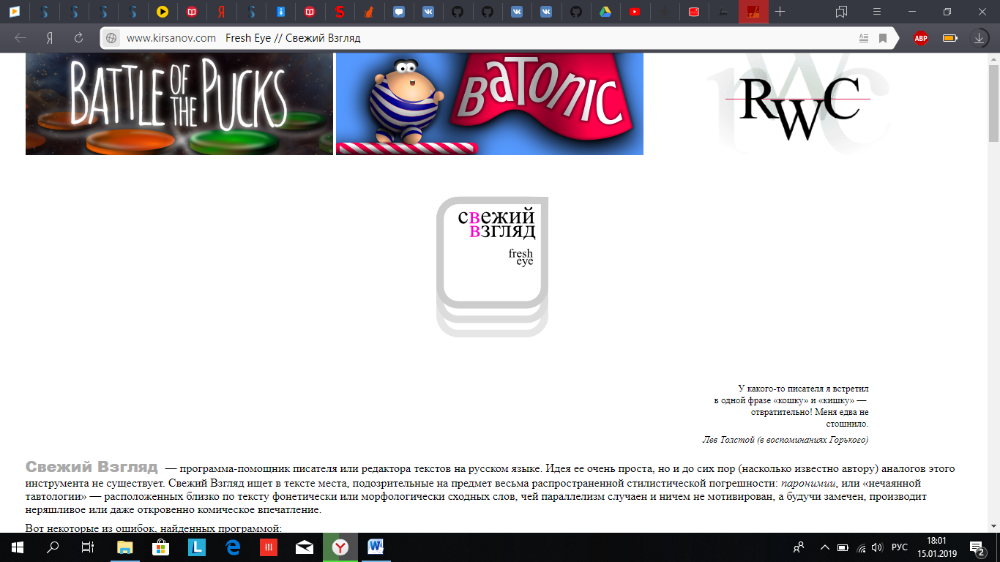 www.kirsanov.com Fresh Eye // Свежий Взгляд
ABP
BATTLE OF THE PUCKS
BaTonic
RWC
свежий
взгляд
fresh
eye
У какого-то писателя я встретил
в одной фразе «кошку» и «кишку» —
отвратительно! Меня едва не
стошнило.
Лев Толстой (в воспоминаниях Горького)
Свежий Взгляд — программа-помощник писателя или редактора текстов на русском языке. Идея ее очень проста, но и до сих пор (насколько известно автору) аналогов этого
инструмента не существует. Свежий Взгляд ищет в тексте места, подозрительные на предмет весьма распространенной стилистической погрешности: паронимии, или «нечаянной
тавтологии» — расположенных близко по тексту фонетически или морфологически сходных слов, чей параллелизм случаен и ничем не мотивирован, а будучи замечен, производит
неряшливое или даже откровенно комическое впечатление.
Вот некоторые из ошибок, найденных программой:
РУС
18:01
15.01.2019
2